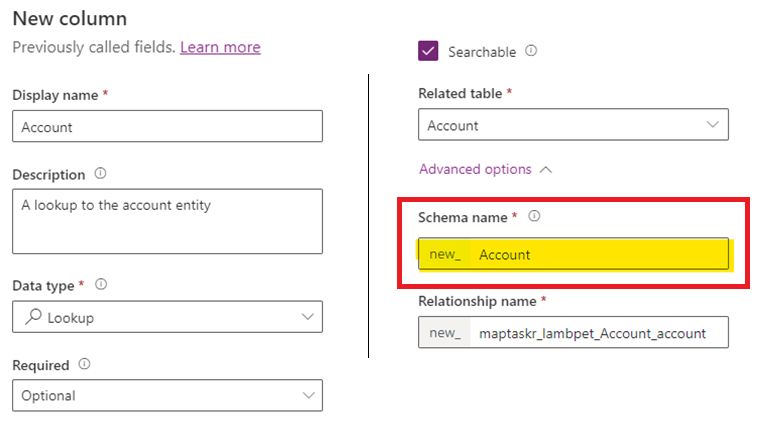 New column
Previously called fields. Learn more
Display name *
Account
Description
A lookup to the account entity
Data type *
Lookup
Required
Optional
Searchable
Related table *
Account
Advanced options
Schema name *
new_ Account
Relationship name *
new_ maptaskr_lambpet_Account_account